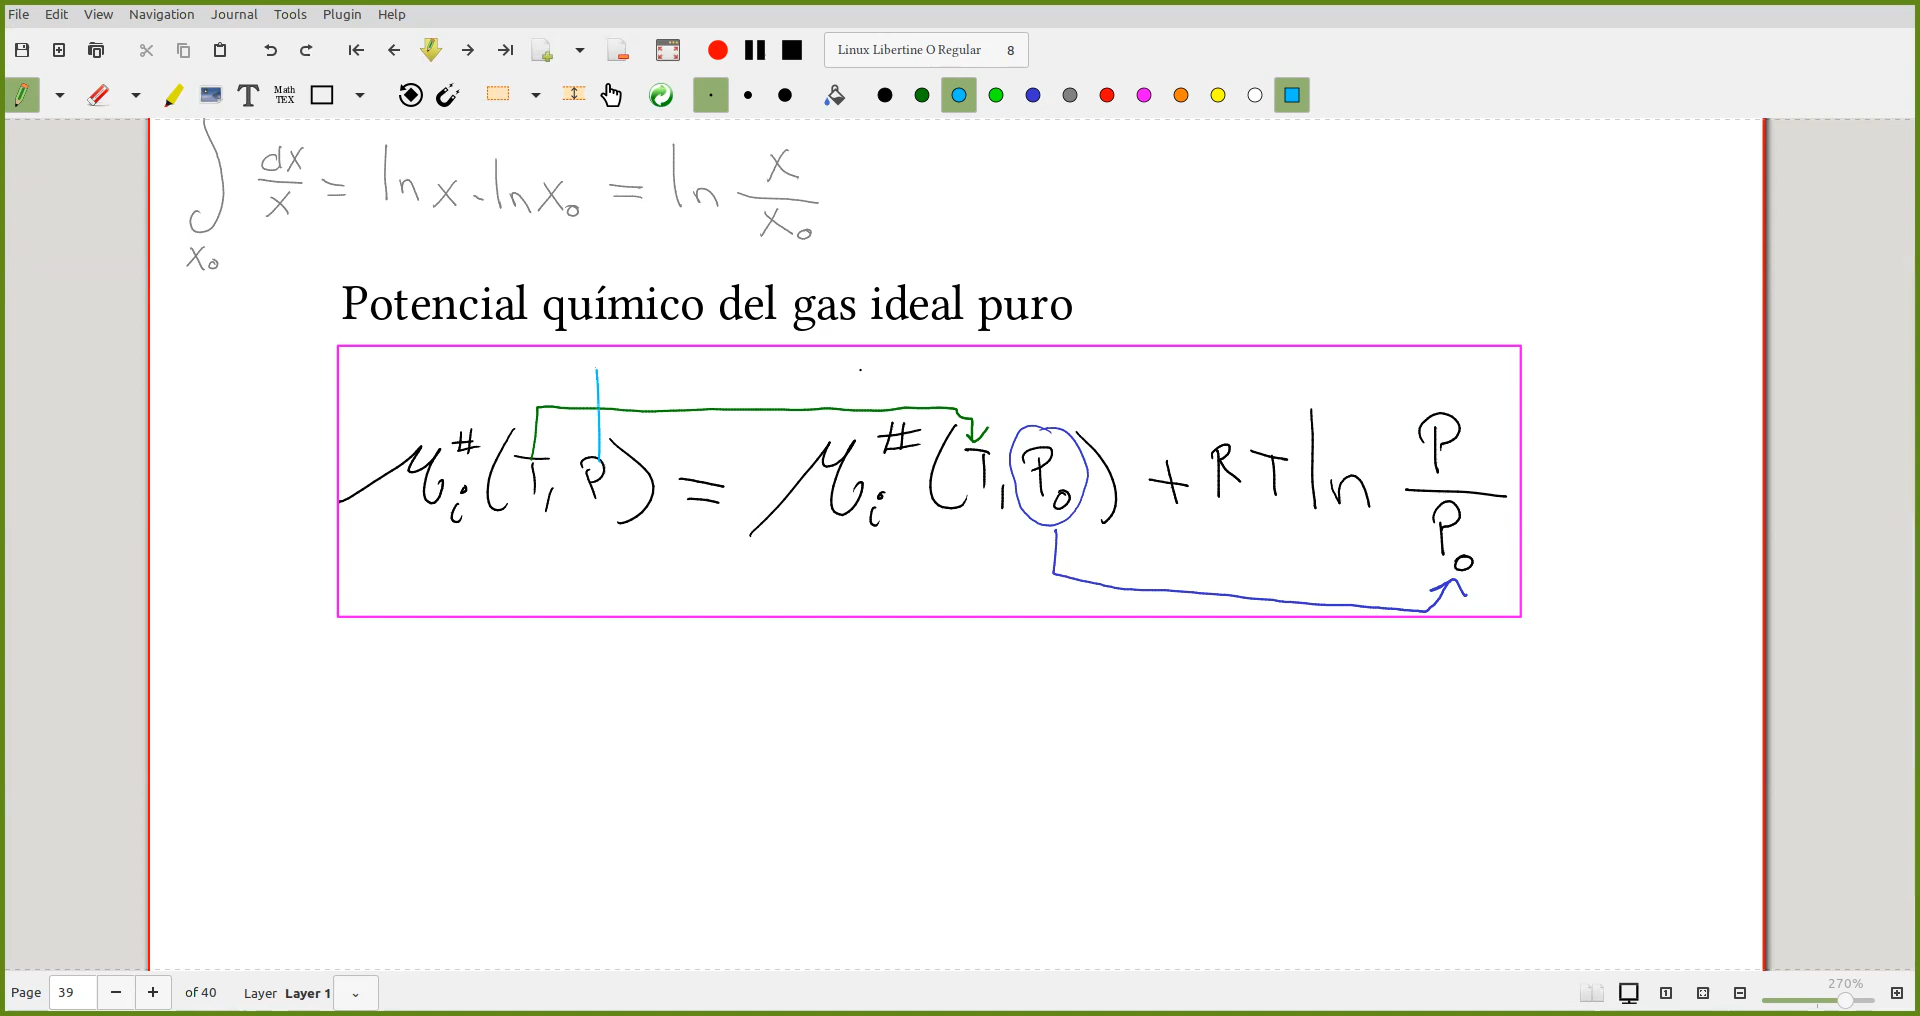 File Edit View Navigation Journal Tools Plugin Help
Linux Libertine O Regular 8
Math TEX
∫ dx/x = ln x - ln x₀ = ln x/x₀
x₀
Potencial químico del gas ideal puro
μᵢ^#(T, P) = μᵢ^#(T, P₀) + RT ln P/P₀
Page 39 of 40 Layer Layer 1 270%